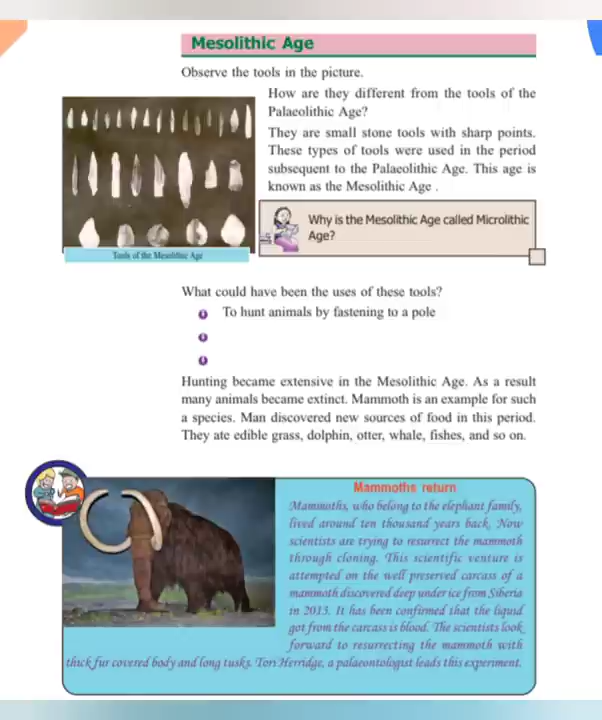 Mesolithic Age
Observe the tools in the picture.
How are they different from the tools of the
Palaeolithic Age?
They are small stone tools with sharp points.
These types of tools were used in the period
subsequent to the Palaeolithic Age. This age is
known as the Mesolithic Age .
Tools of the Mesolithic Age
Why is the Mesolithic Age called Microlithic
Age?
What could have been the uses of these tools?
To hunt animals by fastening to a pole
Hunting became extensive in the Mesolithic Age. As a result
many animals became extinct. Mammoth is an example for such
a species. Man discovered new sources of food in this period.
They ate edible grass, dolphin, otter, whale, fishes, and so on.
Mammoths return
Mammoths, who belong to the elephant family,
lived around ten thousand years back. Now
scientists are trying to resurrect the mammoth
through cloning. This scientific venture is
attempted on the well preserved carcass of a
mammoth discovered deep under ice from Siberia
in 2013. It has been confirmed that the liquid
got from the carcass is blood. The scientists look
forward to resurrecting the mammoth with
thick fur covered body and long tusks. Tori Herridge, a palaeontologist leads this experiment.